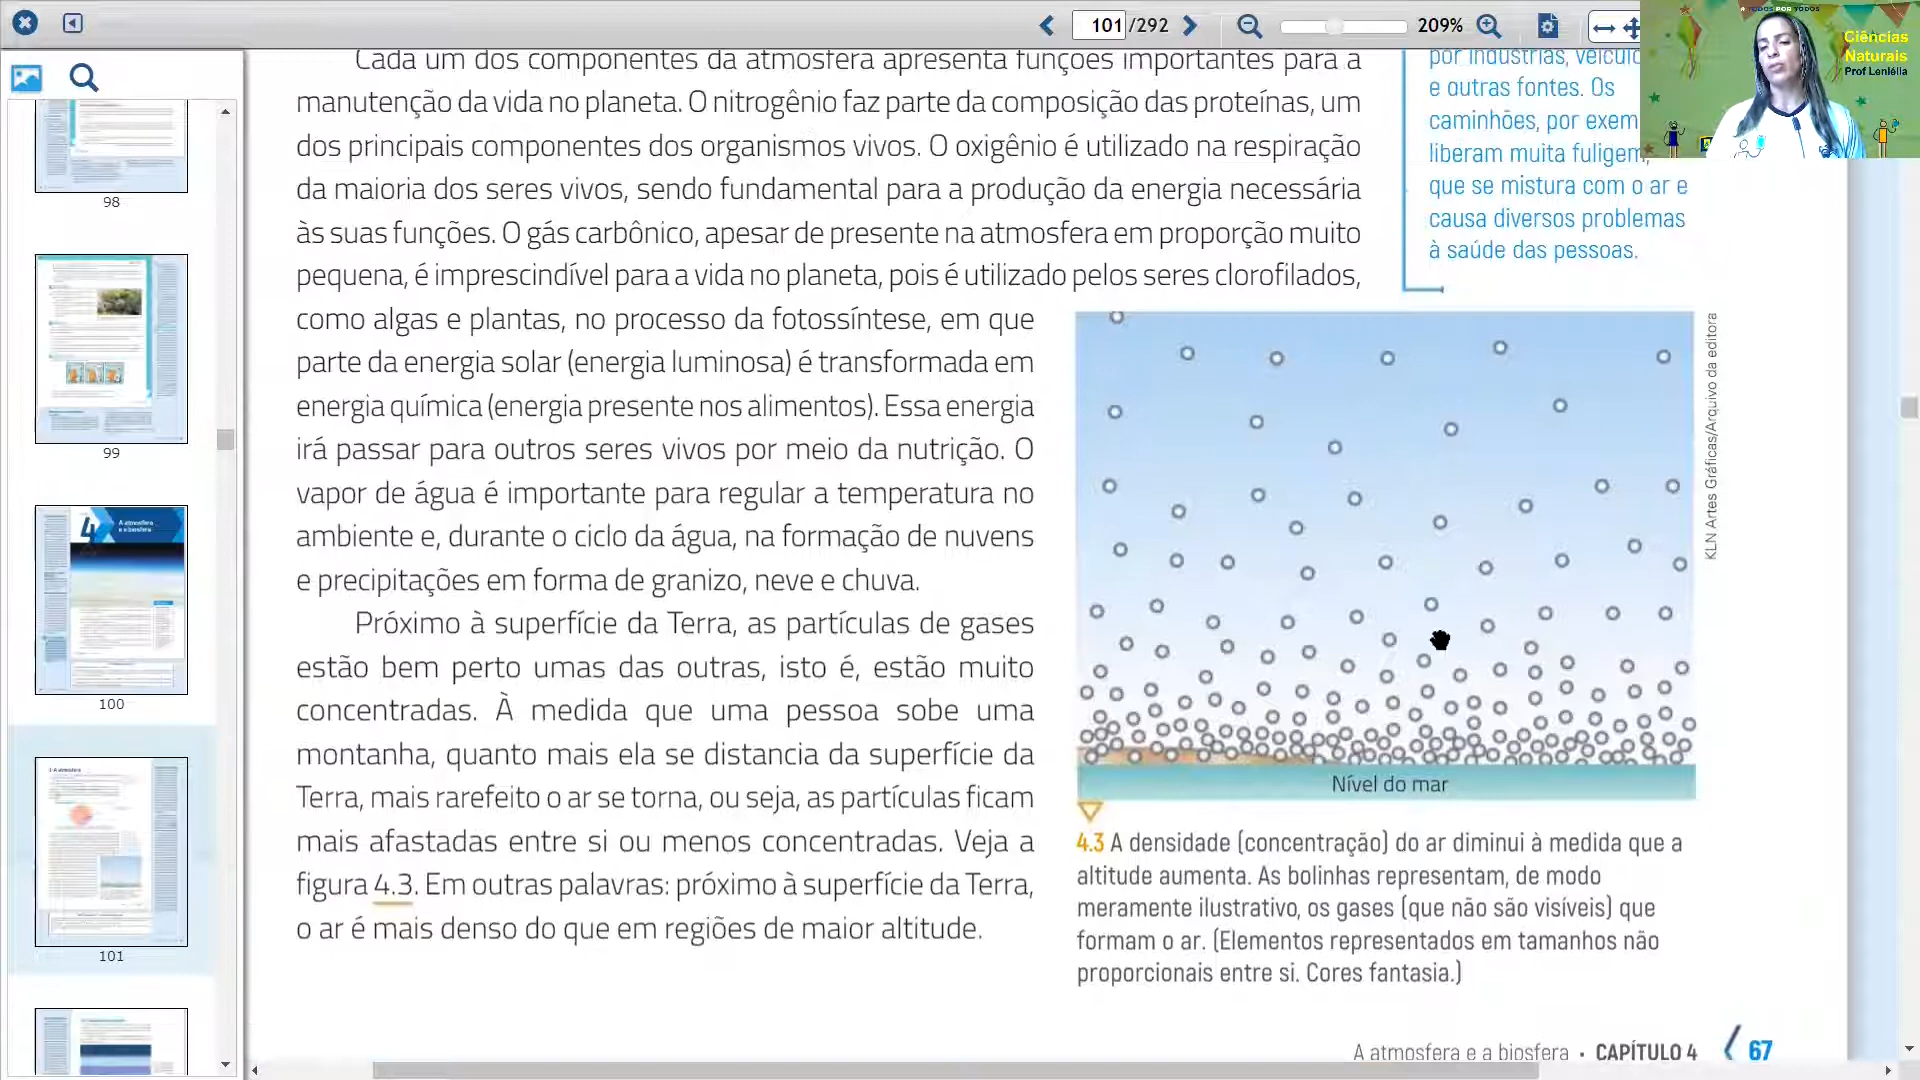 101 /292
209%
A TODOS POR TODOS
Ciências
Naturais
Prof Leniélia
98
99
100
101
4
A atmosfera
e a biosfera
Cada um dos componentes da atmosfera apresenta funções importantes para a
manutenção da vida no planeta. O nitrogênio faz parte da composição das proteínas, um
dos principais componentes dos organismos vivos. O oxigênio é utilizado na respiração
da maioria dos seres vivos, sendo fundamental para a produção da energia necessária
às suas funções. O gás carbônico, apesar de presente na atmosfera em proporção muito
pequena, é imprescindível para a vida no planeta, pois é utilizado pelos seres clorofilados,
como algas e plantas, no processo da fotossíntese, em que
parte da energia solar (energia luminosa) é transformada em
energia química (energia presente nos alimentos). Essa energia
irá passar para outros seres vivos por meio da nutrição. O
vapor de água é importante para regular a temperatura no
ambiente e, durante o ciclo da água, na formação de nuvens
e precipitações em forma de granizo, neve e chuva.
Próximo à superfície da Terra, as partículas de gases
estão bem perto umas das outras, isto é, estão muito
concentradas. À medida que uma pessoa sobe uma
montanha, quanto mais ela se distancia da superfície da
Terra, mais rarefeito o ar se torna, ou seja, as partículas ficam
mais afastadas entre si ou menos concentradas. Veja a
figura 4.3. Em outras palavras: próximo à superfície da Terra,
o ar é mais denso do que em regiões de maior altitude.
por indústrias, veículo
e outras fontes. Os
caminhões, por exem
liberam muita fuligem,
que se mistura com o ar e
causa diversos problemas
à saúde das pessoas.
KLN Artes Gráficas/Arquivo da editora
Nível do mar
4.3 A densidade (concentração) do ar diminui à medida que a
altitude aumenta. As bolinhas representam, de modo
meramente ilustrativo, os gases (que não são visíveis) que
formam o ar. (Elementos representados em tamanhos não
proporcionais entre si. Cores fantasia.)
A atmosfera e a biosfera • CAPÍTULO 4 67